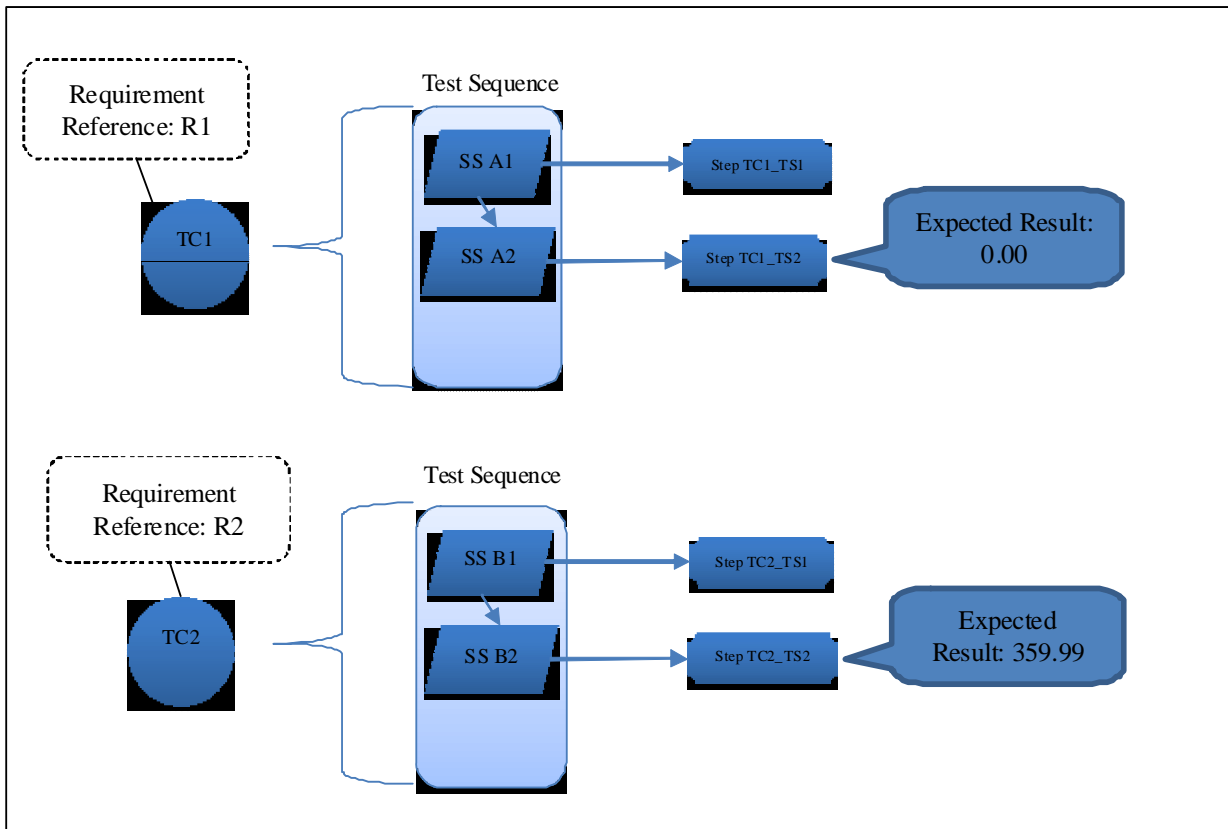 Requirement
Reference: R1
Test Sequence
TC1
SS A1
Step TC1_TS1
SS A2
Step TC1_TS2
Expected Result:
0.00
Requirement
Reference: R2
Test Sequence
TC2
SS B1
Step TC2_TS1
SS B2
Step TC2_TS2
Expected
Result: 359.99